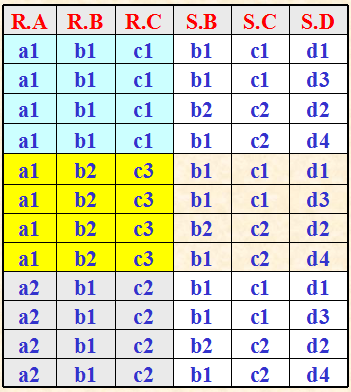 R.A R.B R.C S.B S.C S.D
a1 b1 c1 b1 c1 d1
a1 b1 c1 b1 c1 d3
a1 b1 c1 b2 c2 d2
a1 b1 c1 b1 c2 d4
a1 b2 c3 b1 c1 d1
a1 b2 c3 b1 c1 d3
a1 b2 c3 b2 c2 d2
a1 b2 c3 b1 c2 d4
a2 b1 c2 b1 c1 d1
a2 b1 c2 b1 c1 d3
a2 b1 c2 b2 c2 d2
a2 b1 c2 b1 c2 d4